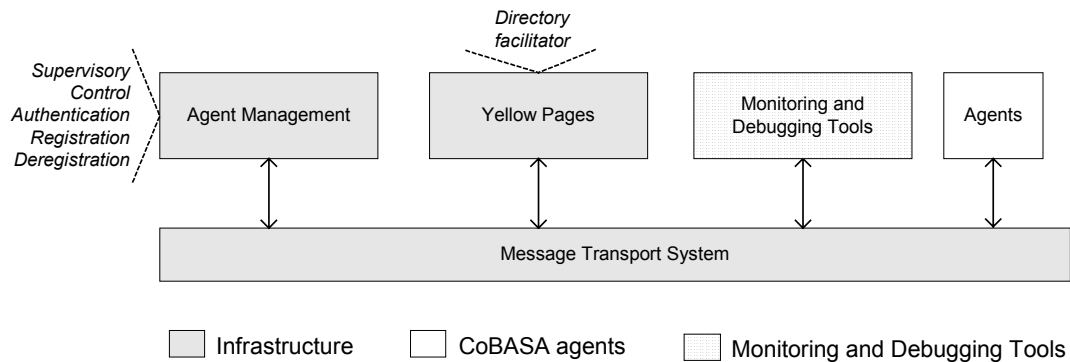 Directory
facilitator
Supervisory
Control
Authentication
Registration
Deregistration
Agent Management
Yellow Pages
Monitoring and
Debugging Tools
Agents
Message Transport System
Infrastructure
CoBASA agents
Monitoring and Debugging Tools